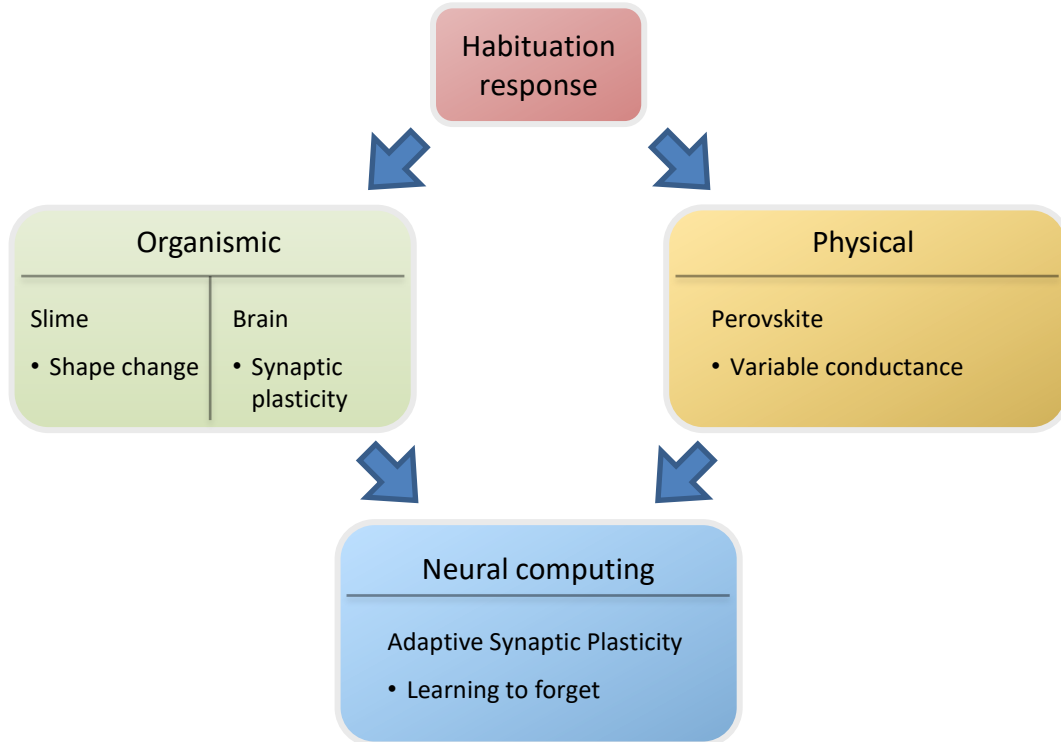 Habituation
response
Organismic
Slime
• Shape change
Brain
• Synaptic
plasticity
Physical
Perovskite
• Variable conductance
Neural computing
Adaptive Synaptic Plasticity
• Learning to forget